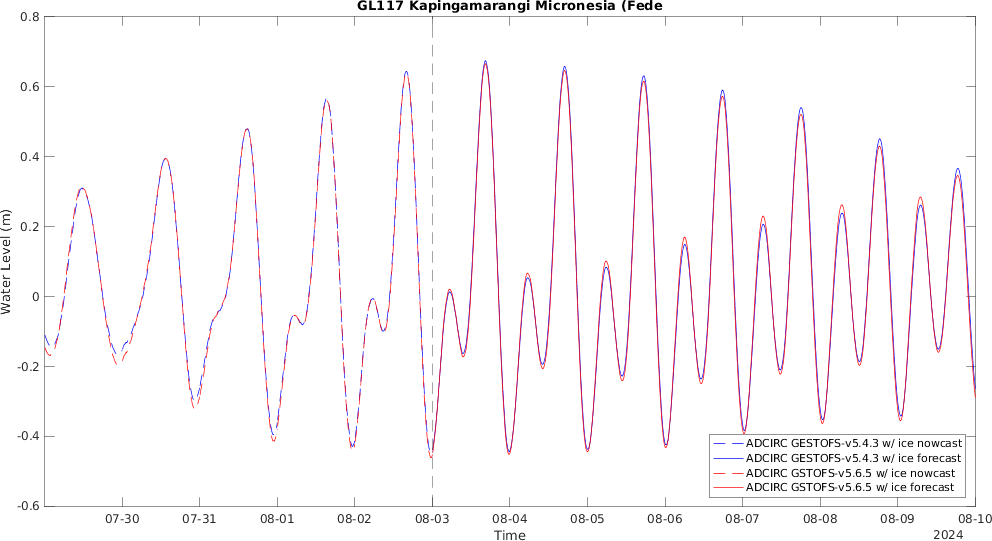 GL117 Kapingamarangi Micronesia (Fede
0.8
0.6
0.4
0.2
0
-0.2
-0.4
-0.6
Water Level (m)
07-30 07-31 08-01 08-02 08-03 08-04 08-05 08-06 08-07 08-08 08-09 08-10
Time
2024
ADCIRC GESTOFS-v5.4.3 w/ ice nowcast
ADCIRC GESTOFS-v5.4.3 w/ ice forecast
ADCIRC GSTOFS-v5.6.5 w/ ice nowcast
ADCIRC GSTOFS-v5.6.5 w/ ice forecast